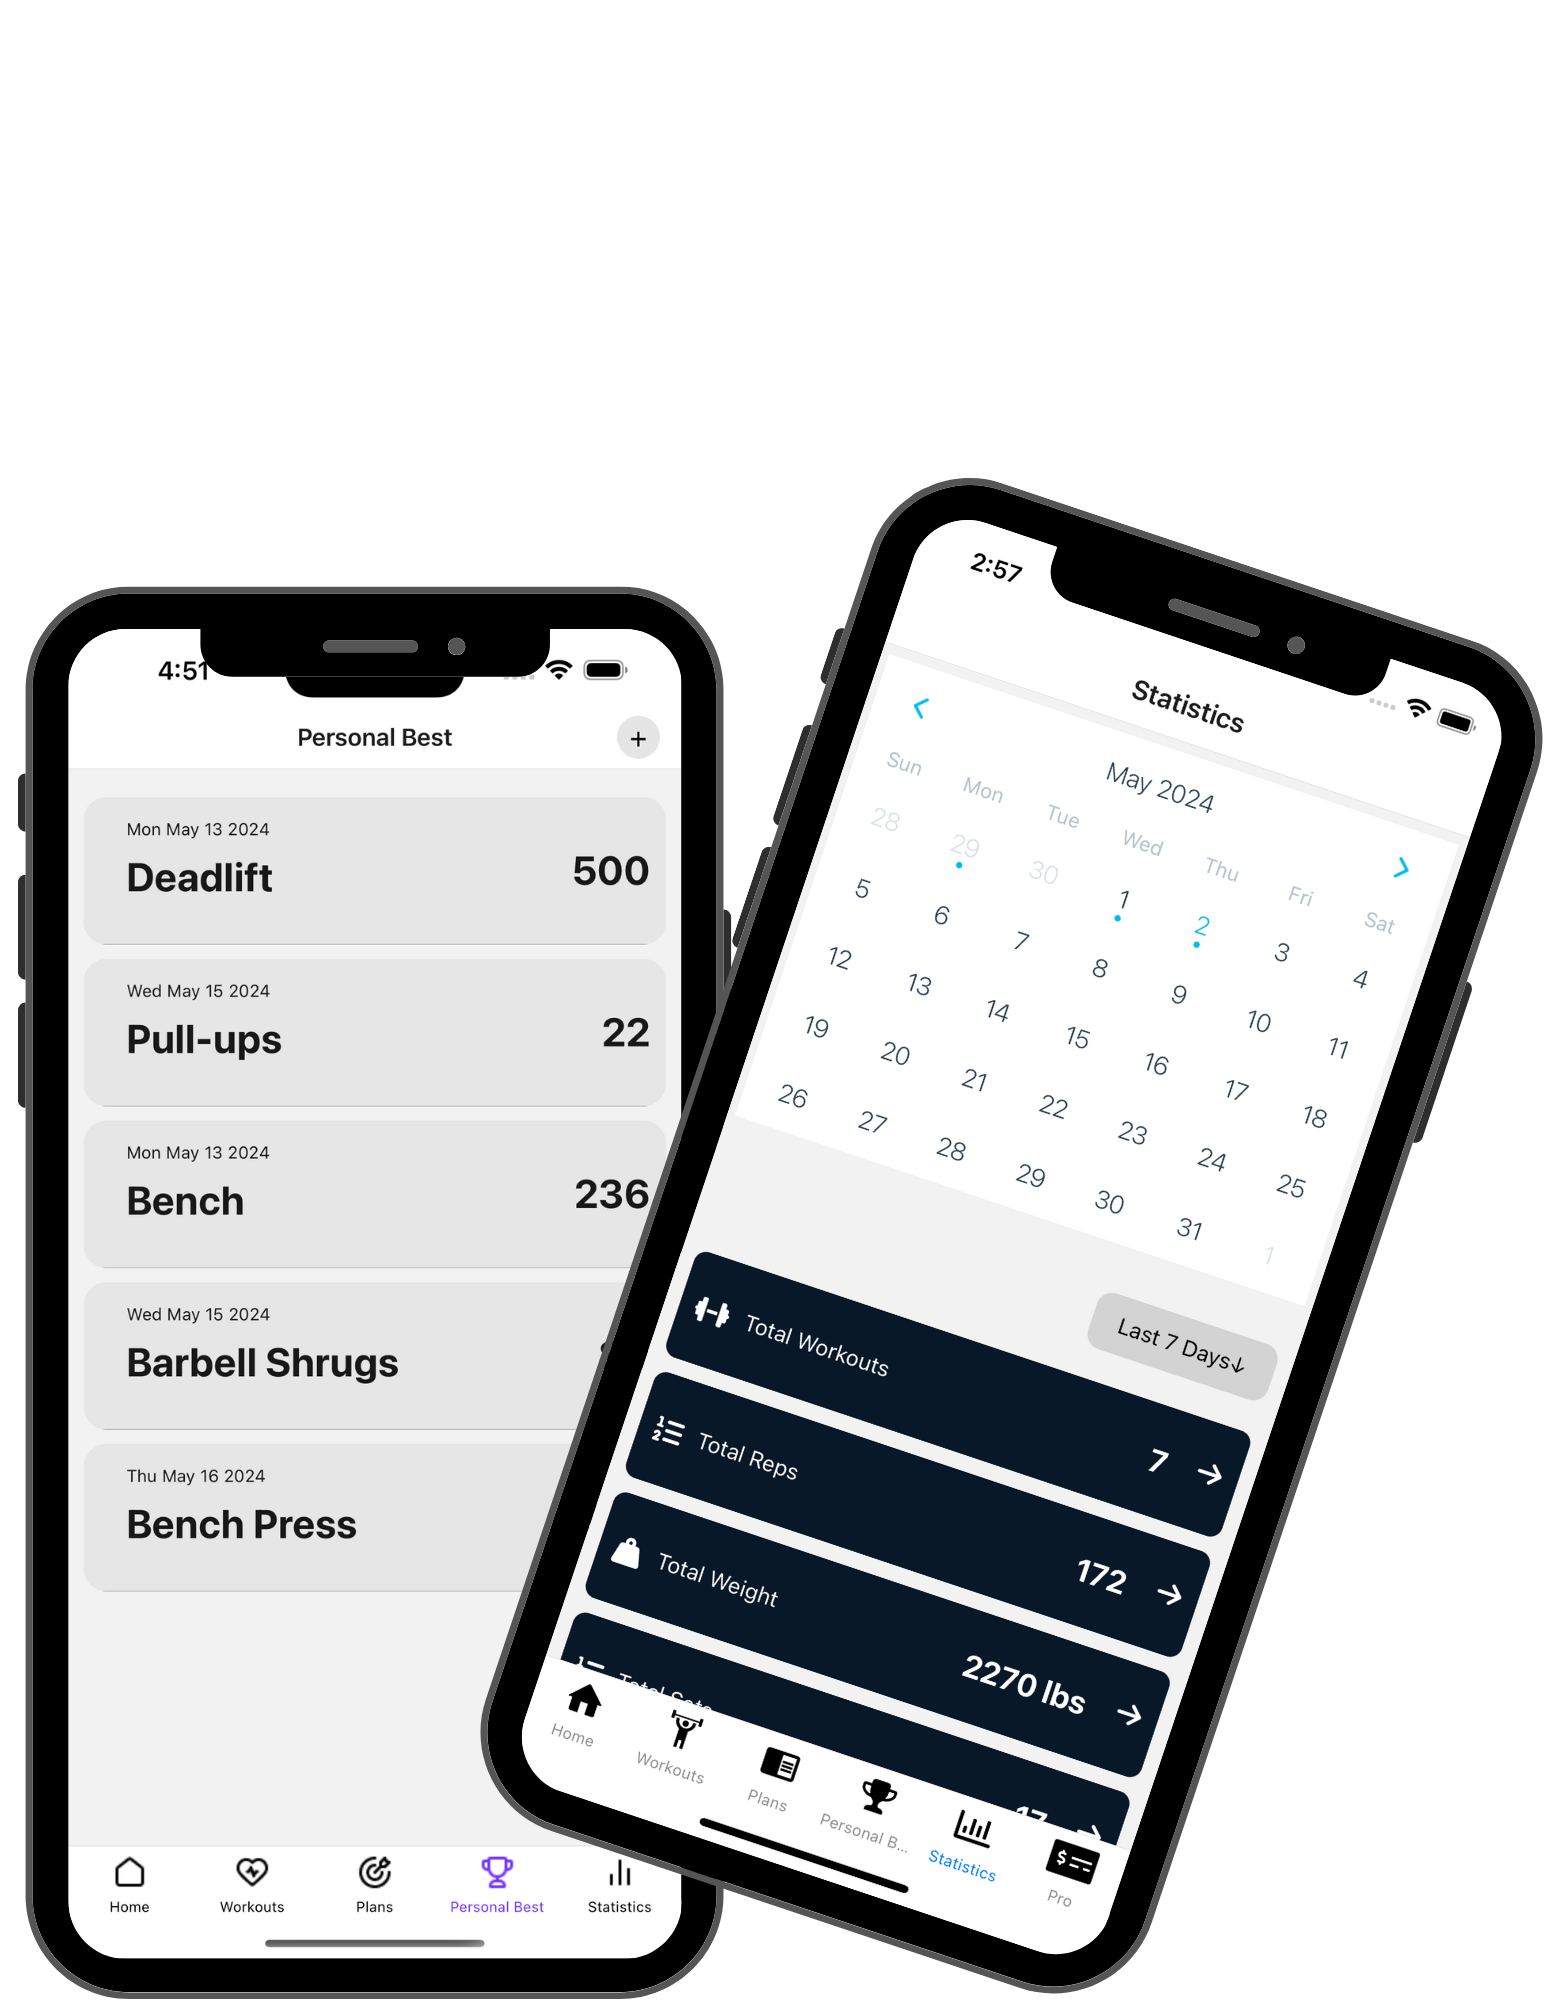 4:51
Personal Best
+
Mon May 13 2024
Deadlift
500
Wed May 15 2024
Pull-ups
22
Mon May 13 2024
Bench
236
Wed May 15 2024
Barbell Shrugs
Thu May 16 2024
Bench Press
Home Workouts Plans Personal Best Statistics
2:57
Statistics
May 2024
Sun Mon Tue Wed Thu Fri Sat
28 29 30 1 2 3 4
5 6 7 8 9 10 11
12 13 14 15 16 17 18
19 20 21 22 23 24 25
26 27 28 29 30 31 1
Last 7 Days↓
Total Workouts
7
Total Reps
172
Total Weight
2270 lbs
Total Sets
17
Home Workouts Plans Personal B... Statistics Pro